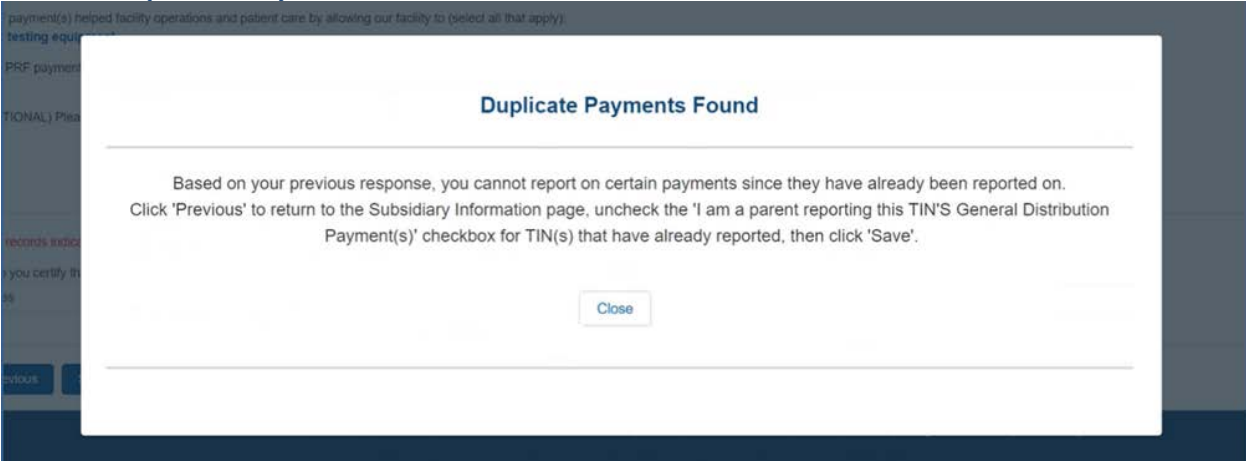 payment(s) helped facility operations and patient care by allowing our facility to (select all that apply):
testing equipment
PRF payment
TIONAL) Plea
Duplicate Payments Found
Based on your previous response, you cannot report on certain payments since they have already been reported on.
Click 'Previous' to return to the Subsidiary Information page, uncheck the 'I am a parent reporting this TIN'S General Distribution
Payment(s)' checkbox for TIN(s) that have already reported, then click 'Save'.
records indica
you certify th
Close
evious